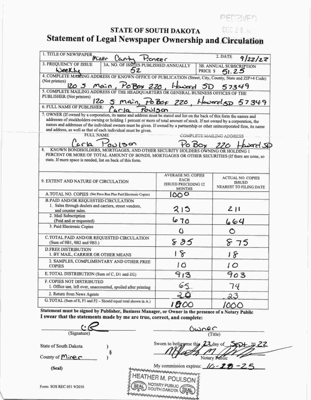 STATE OF SOUTH DAKOTA
Statement of Legal Newspaper Ownership and Circulation
1. TITLE OF NEWSPAPER Miner County Pioneer 2. DATE 9/22/22
3. FREQUENCY OF ISSUE Weekly 3A. NO. OF ISSUES PUBLISHED ANNUALLY 52 3B. ANNUAL SUBSCRIPTION PRICE $ 51.25
4. COMPLETE MAILING ADDRESS OF KNOWN OFFICE OF PUBLICATION (Street, City, County, State and ZIP+4 Code) (Not Printers)
120 S Main, PO Box 220, Howard SD 57349
5. COMPLETE MAILING ADDRESS OF THE HEADQUARTERS OF GENERAL BUSINESS OFFICES OF THE PUBLISHER (Not Printers)
120 S main, PO Box 220, Howard SD 57349
6. FULL NAME OF PUBLISHER: Carla Poulson
7. OWNER (If owned by a corporation, its name and address must be stated and list on the back of this form the names and
addresses of stockholders owning or holding 1 percent or more of total amount of stock. If not owned by a corporation, the
names and addresses of the individual owners must be given. If owned by a partnership or other unincorporated firm, its name
and address, as well as that of each individual must be given.
FULL NAME COMPLETE MAILING ADDRESS
Carla Poulson PO Box 220 Howard SD
8. KNOWN BONDHOLDERS, MORTGAGEES, AND OTHER SECURITY HOLDERS OWNING OR HOLDING 1
PERCENT OR MORE OF TOTAL AMOUNT OF BONDS, MORTGAGES OR OTHER SECURITIES (If there are none, so
state. If more space is needed, list on back of this form.
9. EXTENT AND NATURE OF CIRCULATION AVERAGE NO. COPIES EACH ISSUED PRECEDING 12 MONTHS ACTUAL NO. COPIES ISSUED NEAREST TO FILING DATE
A. TOTAL NO. COPIES (Net Press Run Plus Paid Electronic Copies) 1000
B. PAID AND/OR REQUESTED CIRCULATION
1. Sales through dealers and carriers, street vendors, and counter sales. 215 211
2. Mail Subscription (Paid and or requested) 670 664
3. Paid Electronic Copies 0 0
C. TOTAL PAID AND/OR REQUESTED CIRCULATION (Sum of 9B1, 9B2 and 9B3) 885 875
D. FREE DISTRIBUTION
1. BY MAIL, CARRIER OR OTHER MEANS 18 18
2. SAMPLES, COMPLIMENTARY AND OTHER FREE COPIES 10 10
E. TOTAL DISTRIBUTION (Sum of C, D1 and D2) 913 903
F. COPIES NOT DISTRIBUTED
1. Office use, left over, unaccounted, spoiled after printing 65 74
2. Return from News Agents 23
G. TOTAL (Sum of E, F1 and F2 – Should equal total shown in A.) 1000 1000
Statement must be signed by Publisher, Business Manager, or Owner in the presence of a Notary Public
I swear that the statements made by me are true, correct, and complete:
CP Owner
(Signature) (Title)
State of South Dakota ) Sworn to before me this 23 day of Sept 22
County of Miner ) Notary Public
(Seal) My commission expires: 10-28-25
HEATHER M. POULSON
NOTARY PUBLIC
SOUTH DAKOTA